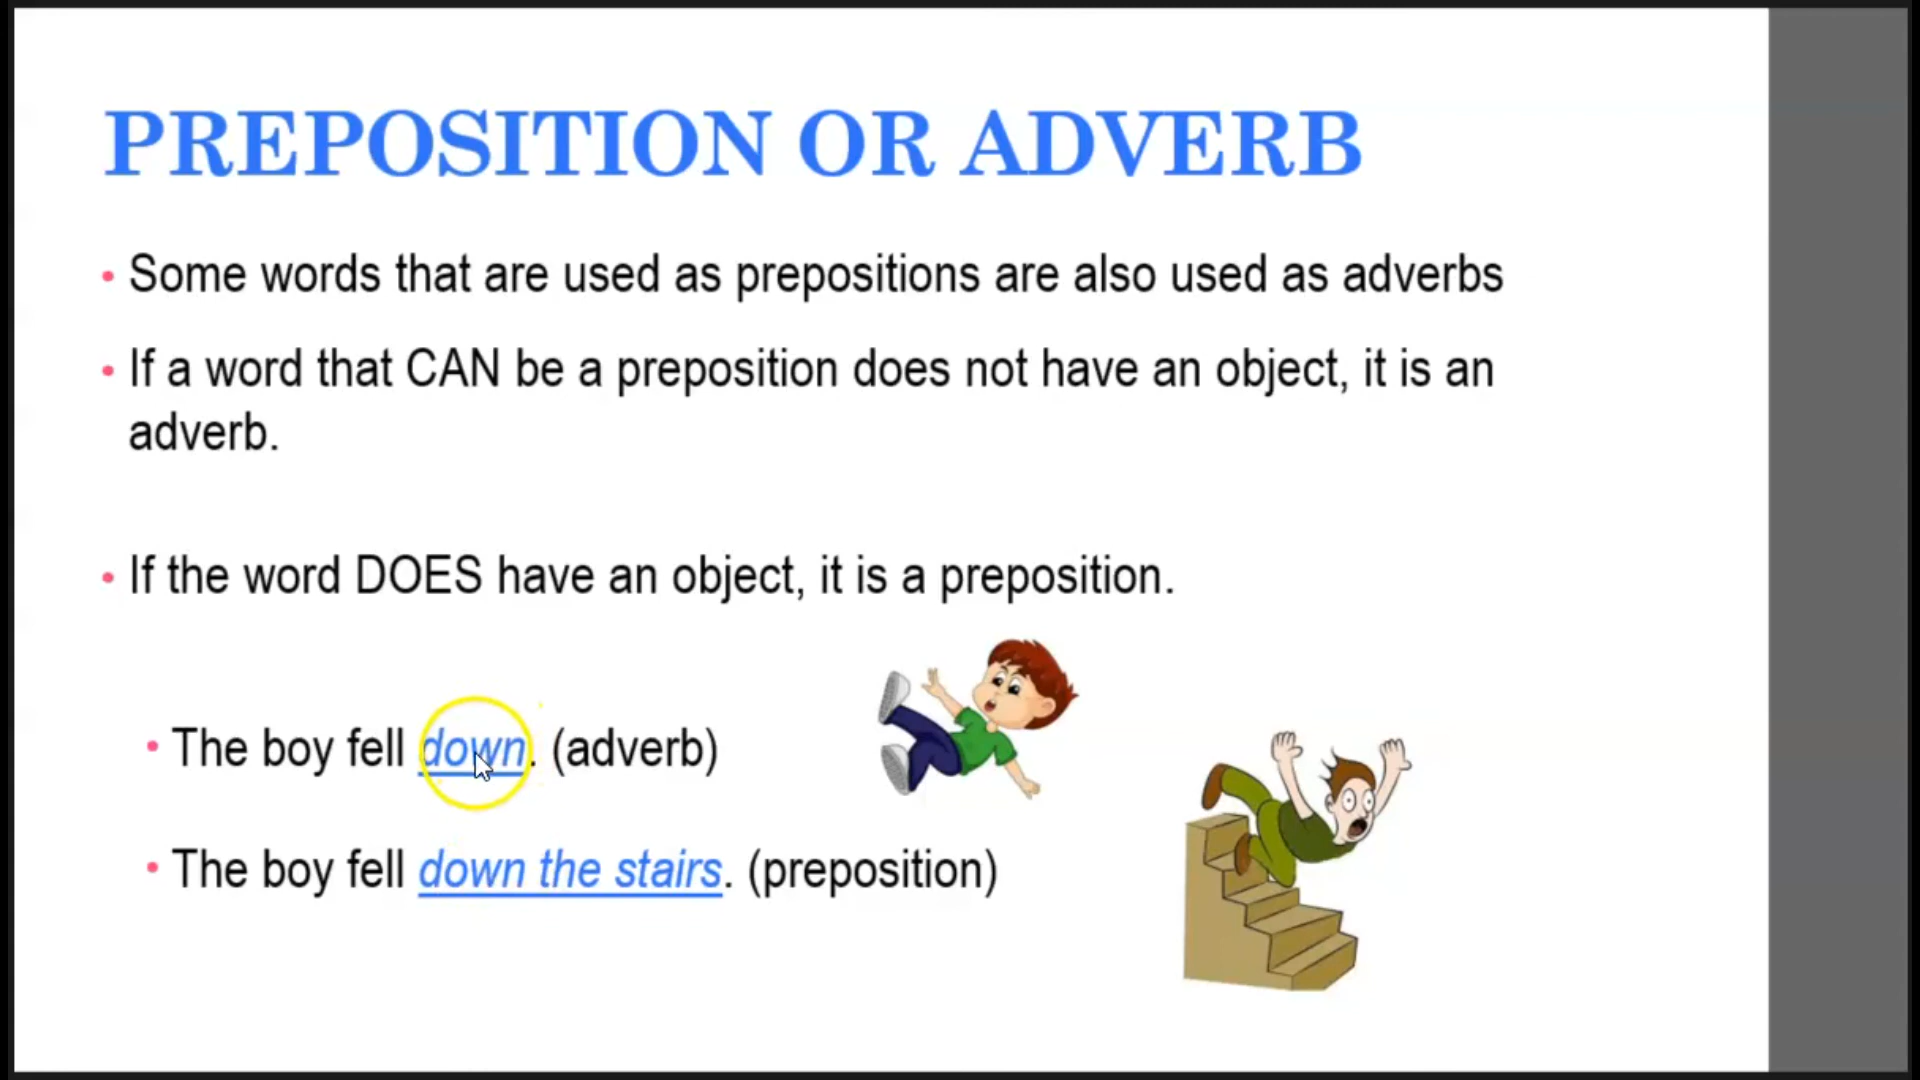 PREPOSITION OR ADVERB
• Some words that are used as prepositions are also used as adverbs
• If a word that CAN be a preposition does not have an object, it is an
adverb.
• If the word DOES have an object, it is a preposition.
• The boy fell down. (adverb)
• The boy fell down the stairs. (preposition)